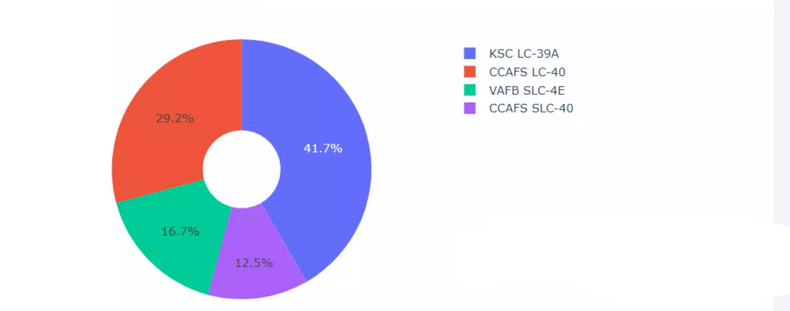 KSC LC-39A
CCAFS LC-40
VAFB SLC-4E
CCAFS SLC-40
29.2%
41.7%
16.7%
12.5%